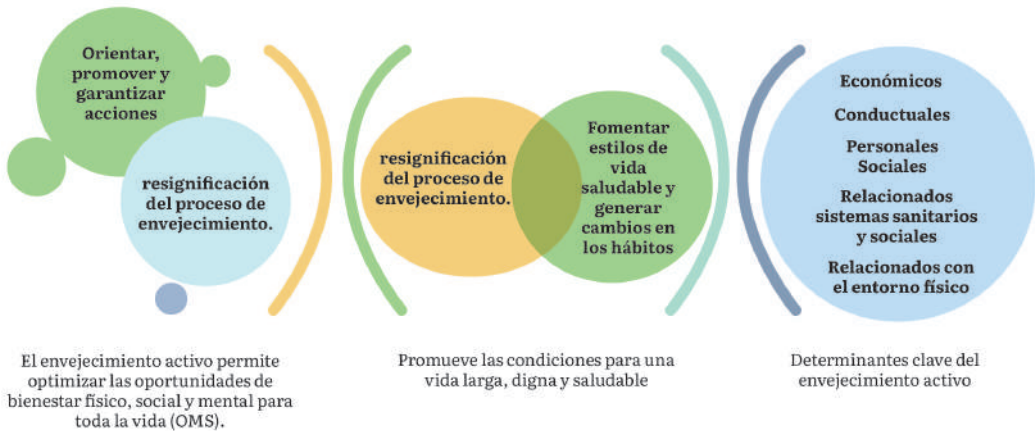 Orientar,
promover y
garantizar
acciones
resignificación
del proceso de
envejecimiento.
El envejecimiento activo permite
optimizar las oportunidades de
bienestar físico, social y mental para
toda la vida (OMS).
resignificación
del proceso de
envejecimiento.
Fomentar
estilos de
vida
saludable y
generar
cambios en
los hábitos
Promueve las condiciones para una
vida larga, digna y saludable
Económicos
Conductuales
Personales
Sociales
Relacionados
sistemas sanitarios
y sociales
Relacionados con
el entorno físico
Determinantes clave del
envejecimiento activo